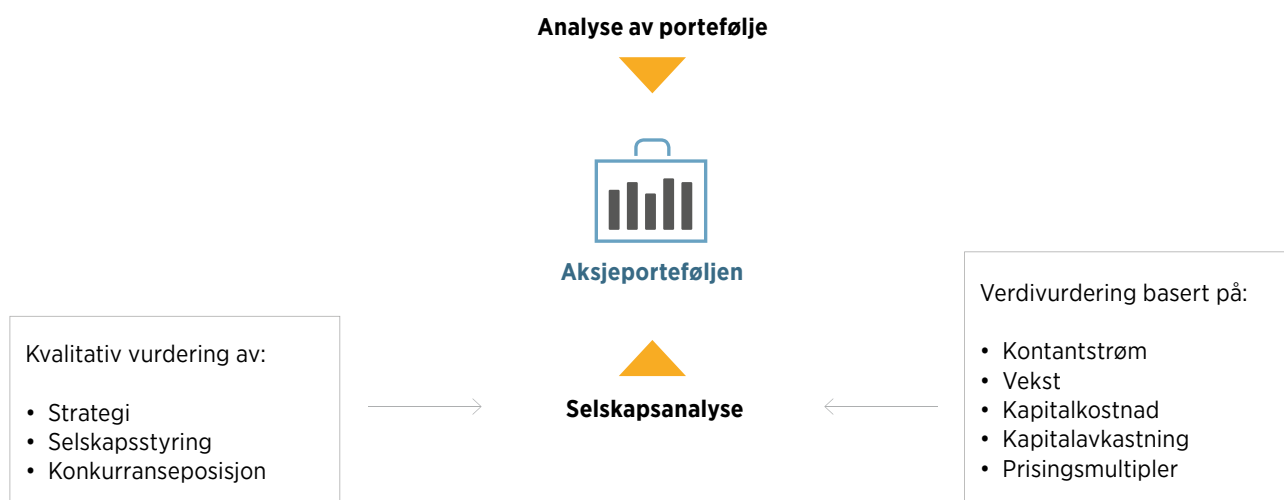 Analyse av portefølje
Aksjeporteføljen
Kvalitativ vurdering av:
• Strategi
• Selskapsstyring
• Konkurranseposisjon
Selskapsanalyse
Verdivurdering basert på:
• Kontantstrøm
• Vekst
• Kapitalkostnad
• Kapitalavkastning
• Prisingsmultipler